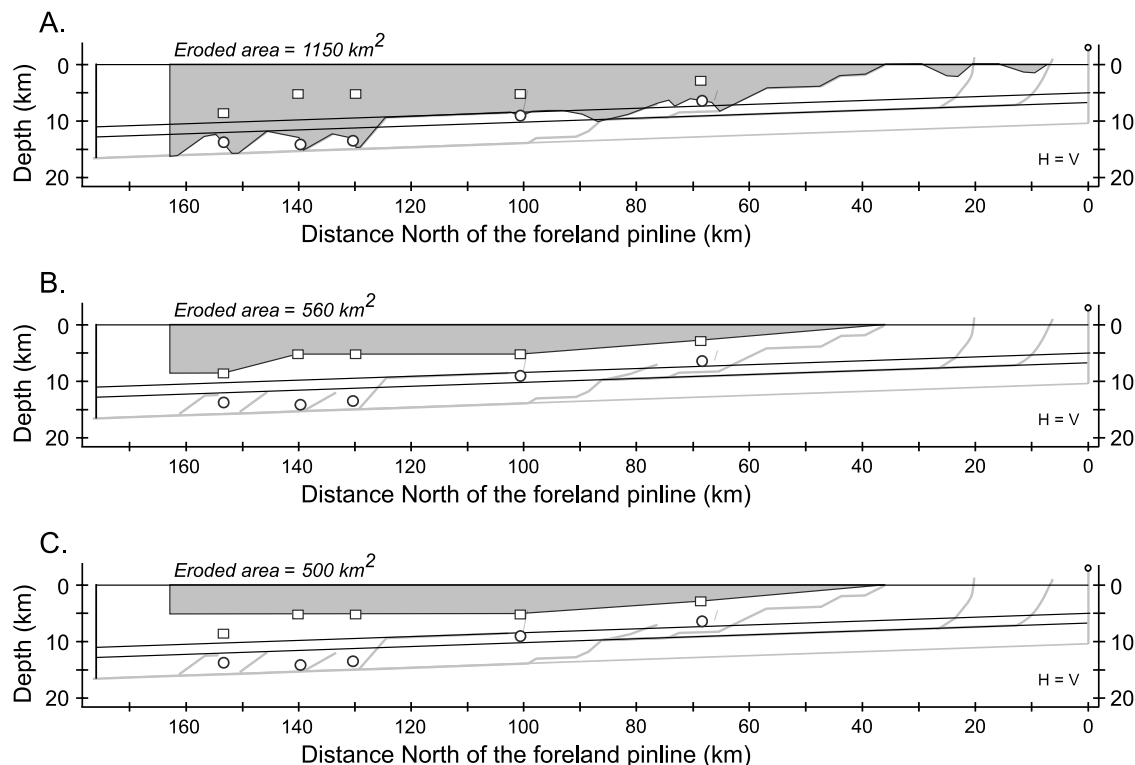 A.
Eroded area = 1150 km²
0 0
10 10
20 20
Depth (km)
H = V
160 140 120 100 80 60 40 20 0
Distance North of the foreland pinline (km)
B.
Eroded area = 560 km²
0 0
10 10
20 20
Depth (km)
H = V
160 140 120 100 80 60 40 20 0
Distance North of the foreland pinline (km)
C.
Eroded area = 500 km²
0 0
10 10
20 20
Depth (km)
H = V
160 140 120 100 80 60 40 20 0
Distance North of the foreland pinline (km)